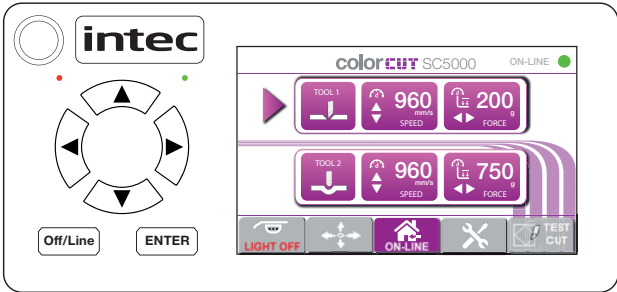 intec
colorcut SC5000
ON-LINE
TOOL 1
960
mm/s
SPEED
200
g
FORCE
TOOL 2
960
mm/s
SPEED
750
g
FORCE
Off/Line
ENTER
LIGHT OFF
ON-LINE
TEST
CUT